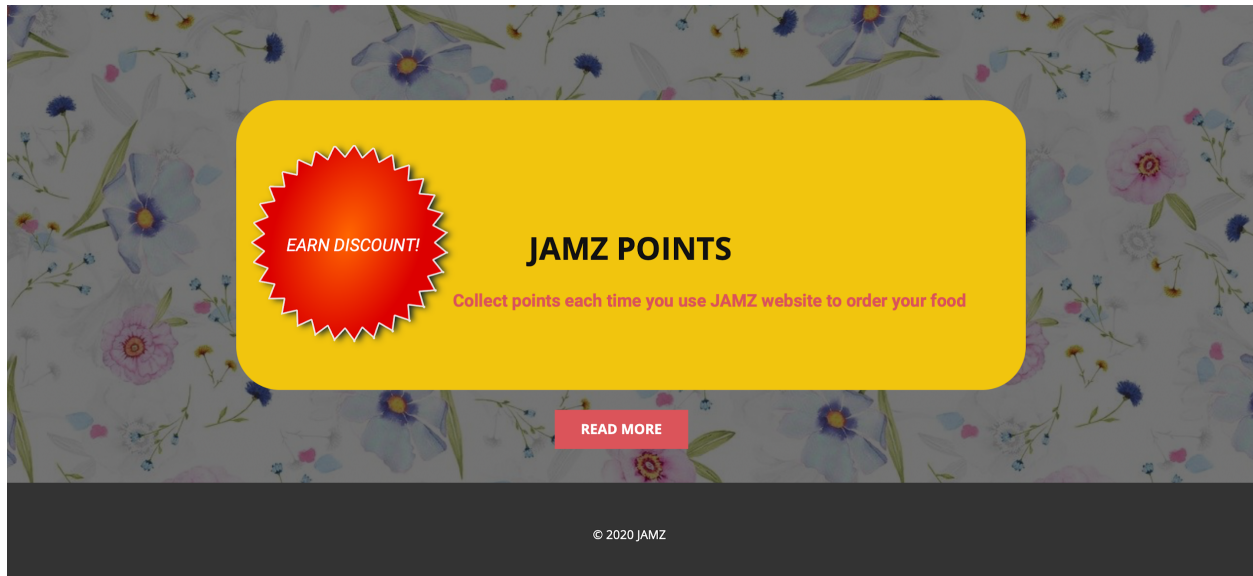 EARN DISCOUNT!
JAMZ POINTS
Collect points each time you use JAMZ website to order your food
READ MORE
© 2020 JAMZ